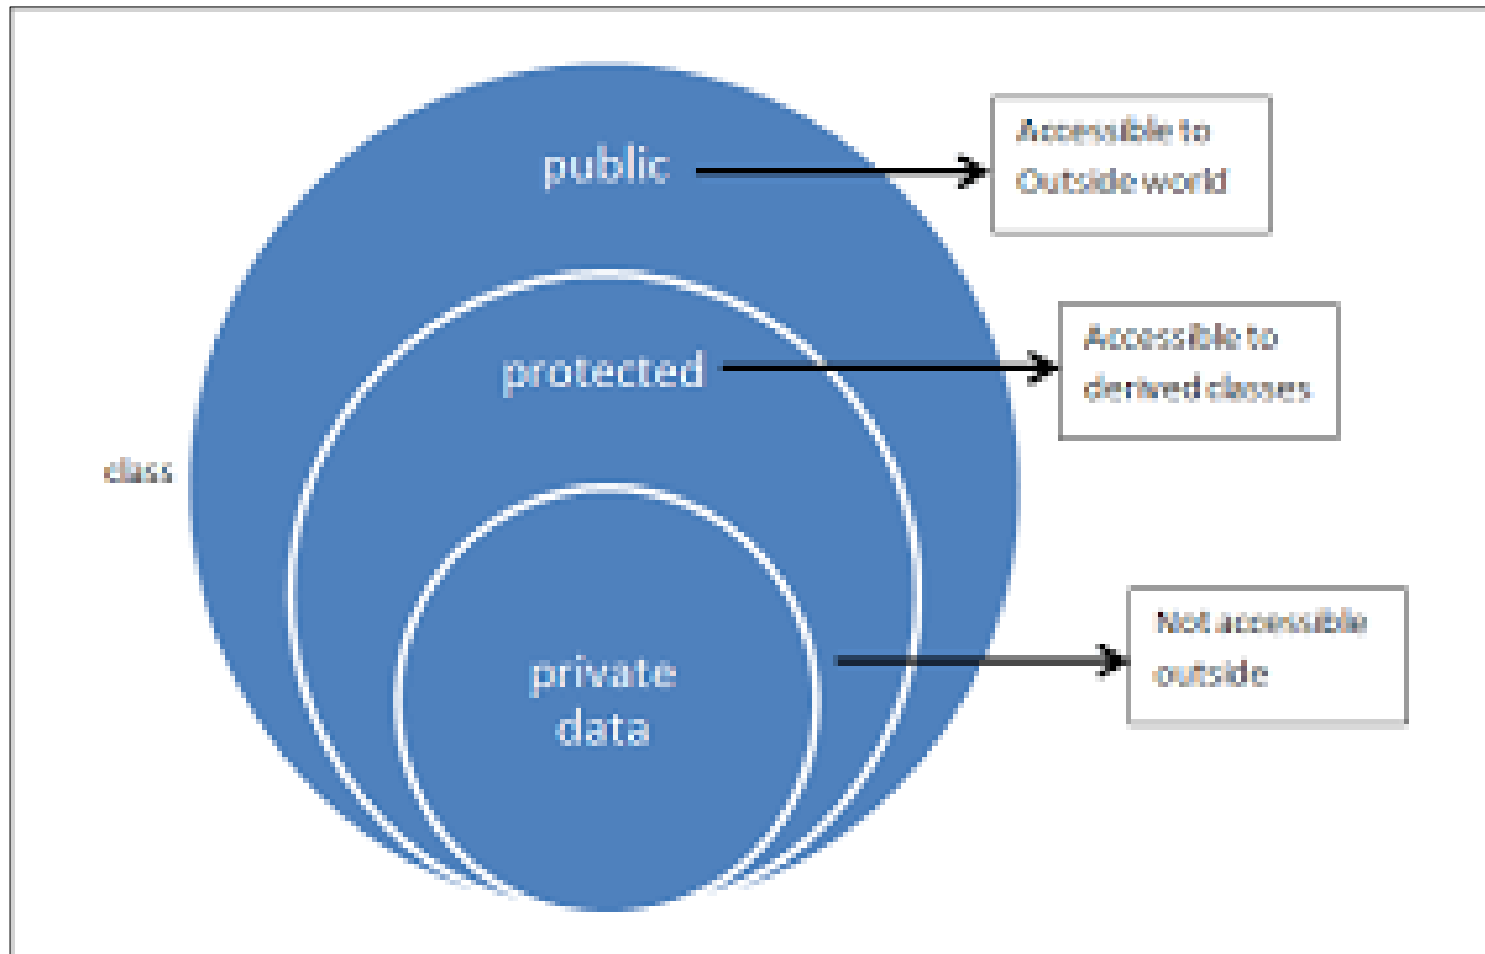 public
Accessible to
Outside world
protected
Accessible to
derived classes
class
private
data
Not accessible
outside